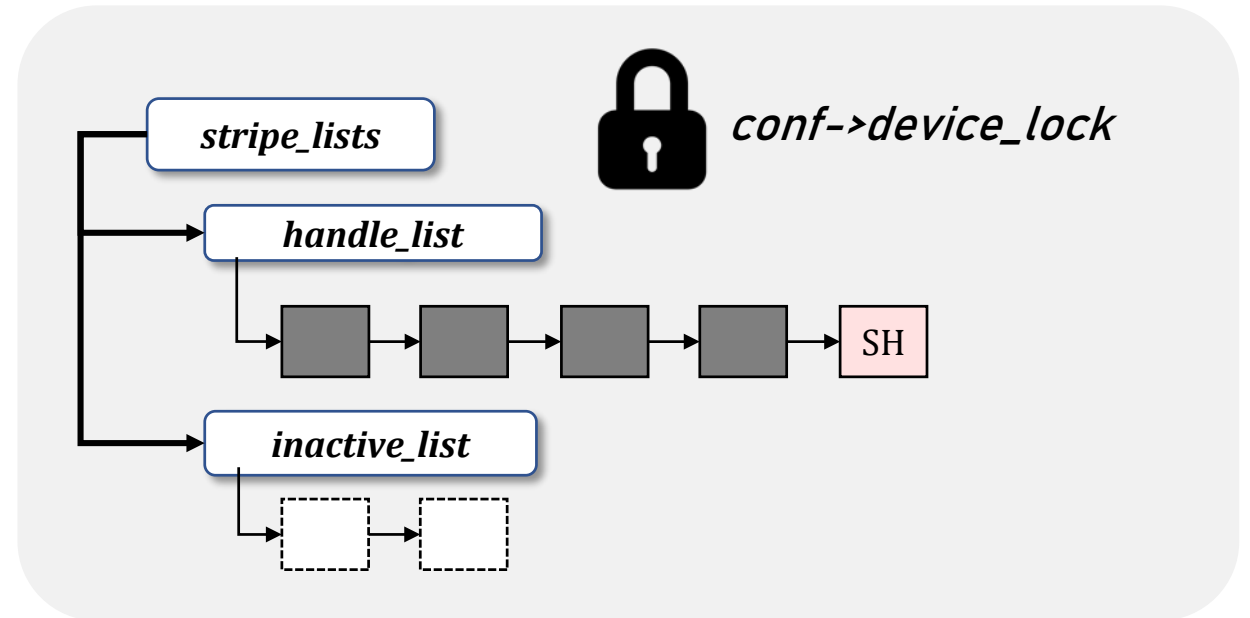 stripe_lists
conf->device_lock
handle_list
SH
inactive_list